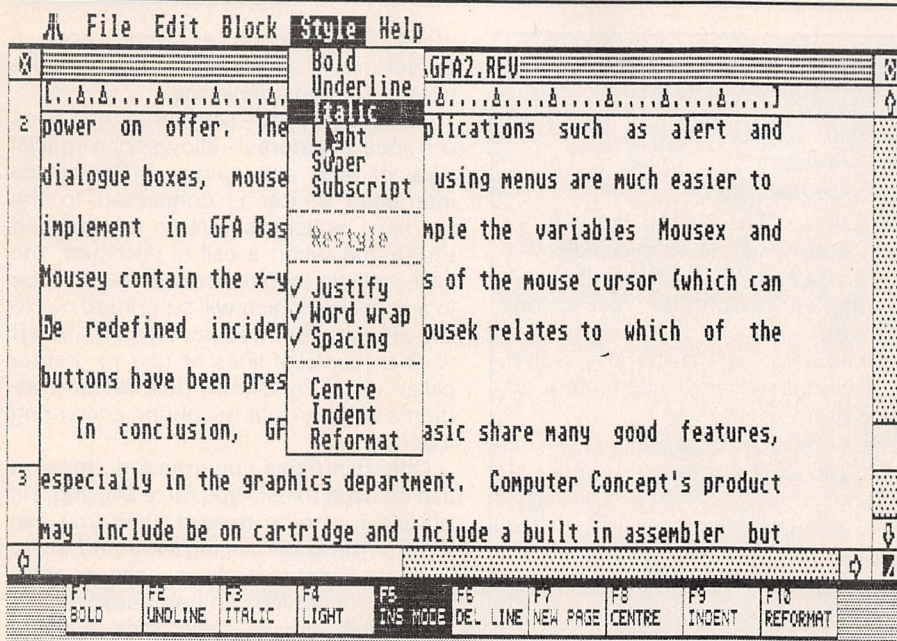 File Edit Block Style Help
.GFA2.REV
Bold
Underline
Italic
Light
Super
Subscript
Restyle
✓ Justify
✓ Word wrap
✓ Spacing
Centre
Indent
Reformat
2 power on offer. The plications such as alert and
dialogue boxes, mouse using menus are much easier to
implement in GFA Bas mple the variables Mousex and
Mousey contain the x-y s of the mouse cursor (which can
be redefined inciden ousek relates to which of the
buttons have been pres
In conclusion, GF asic share many good features,
3 especially in the graphics department. Computer Concept's product
may include be on cartridge and include a built in assembler but
F1 F2 F3 F4 F5 F6 F7 F8 F9 F10
BOLD UNDLINE ITALIC LIGHT INS MODE DEL LINE NEW PAGE CENTRE INDENT REFORMAT